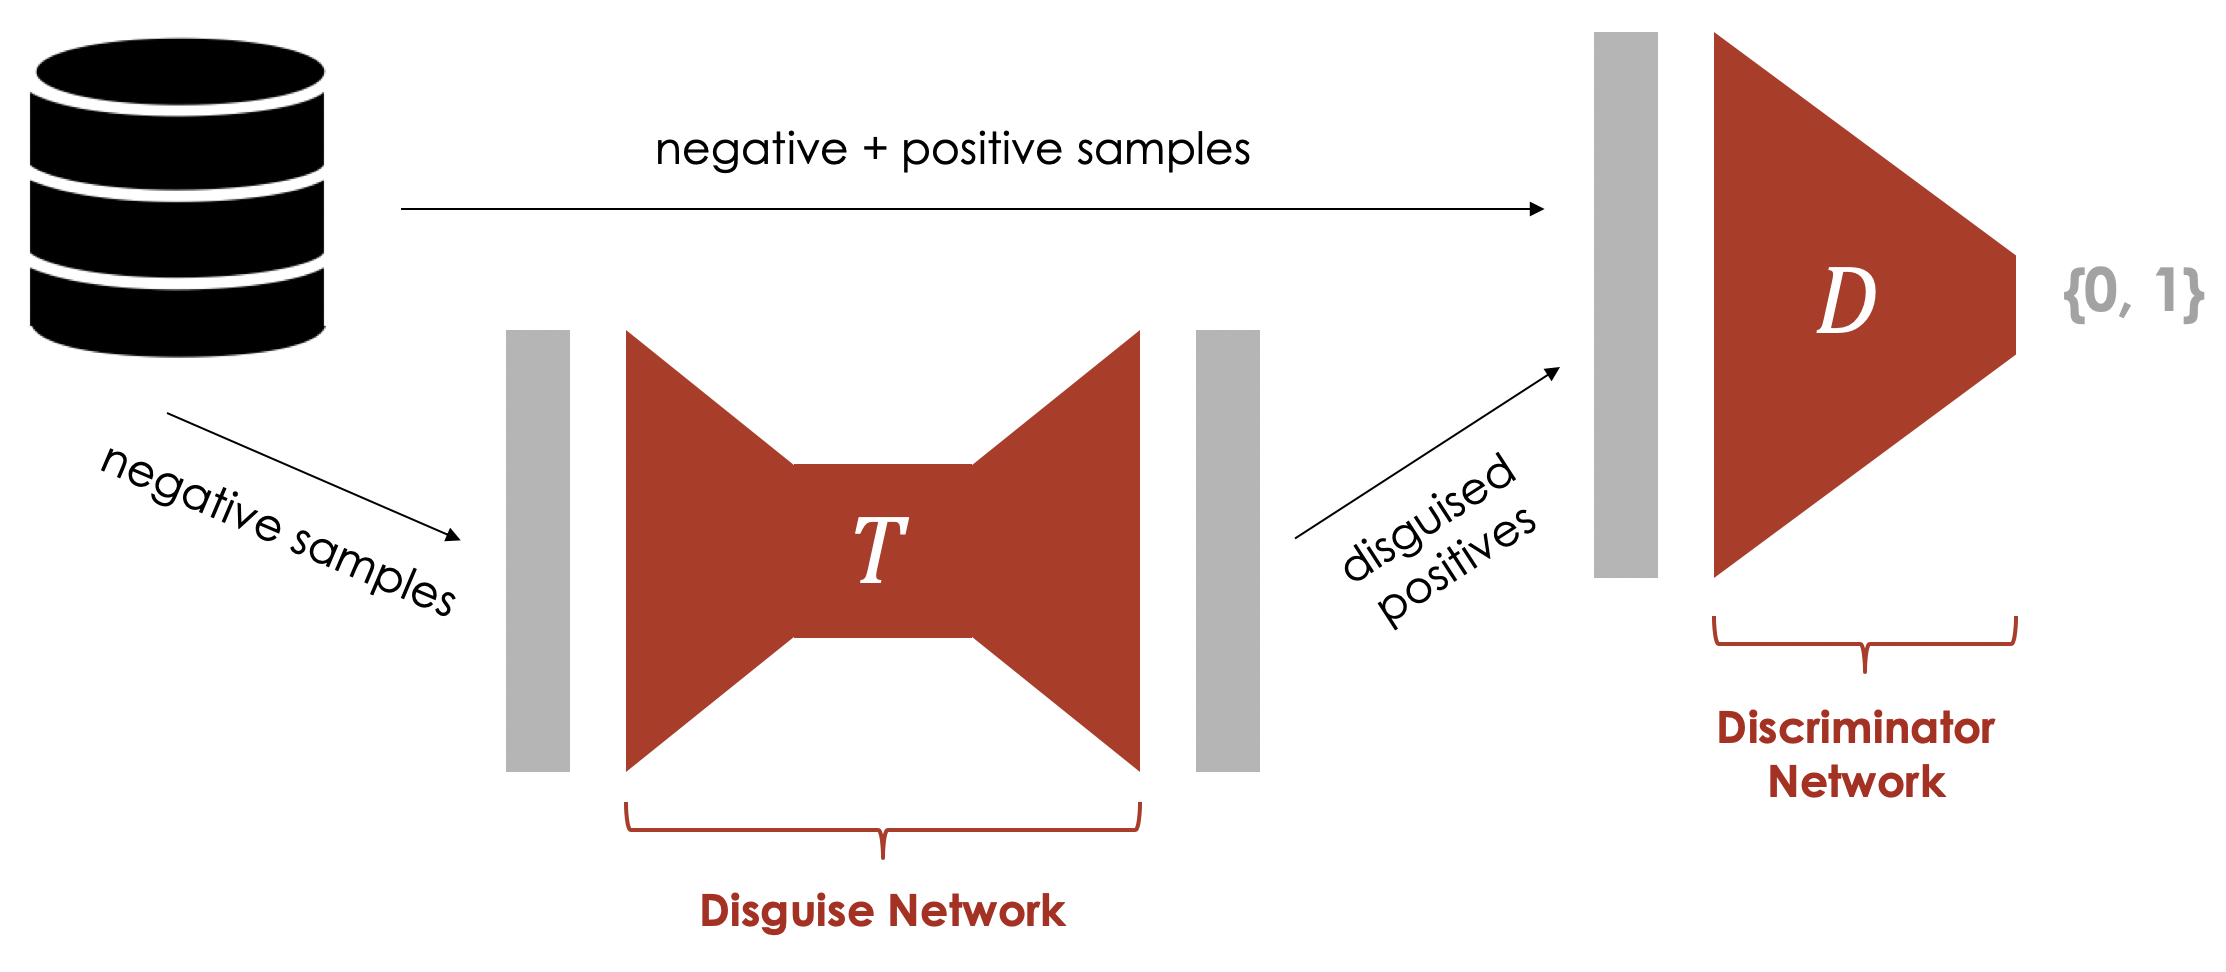 negative + positive samples
D
{0, 1}
negative samples
T
disguised
positives
Discriminator
Network
Disguise Network